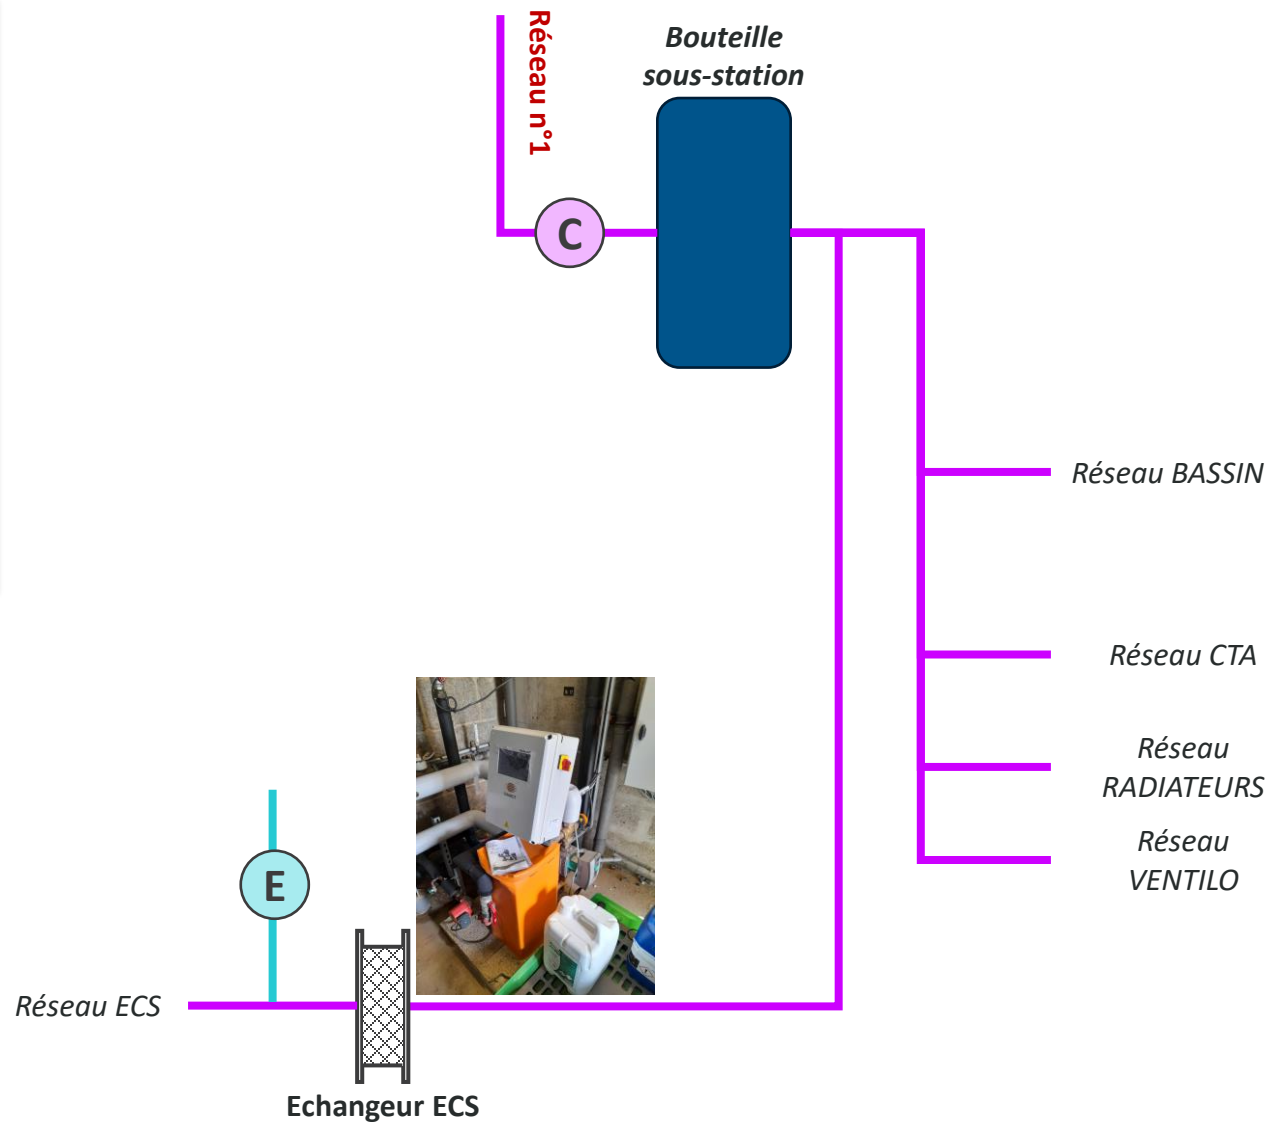 Réseau n°1
Bouteille
sous-station
C
Réseau BASSIN
Réseau CTA
Réseau
RADIATEURS
Réseau
VENTILO
E
Réseau ECS
Echangeur ECS